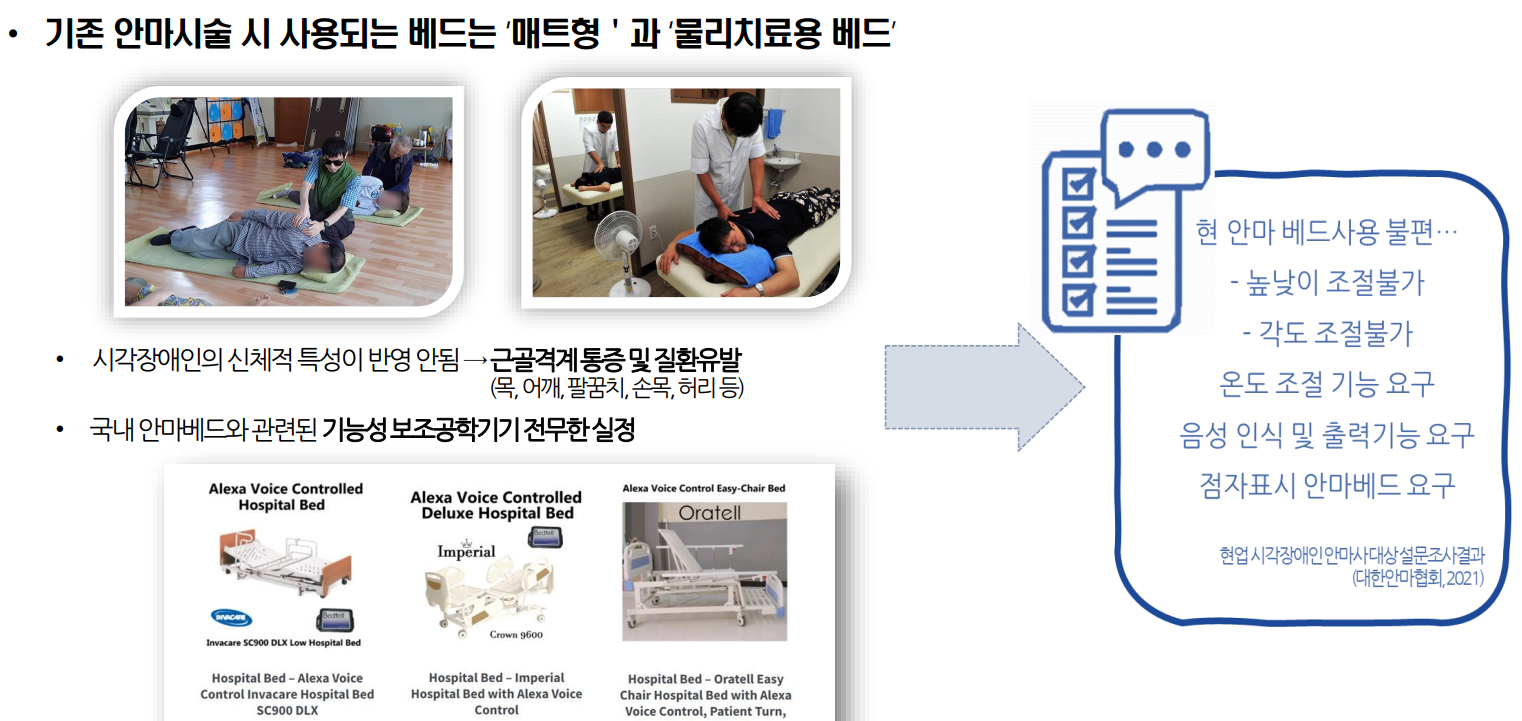 • 기존 안마시술 시 사용되는 베드는 '매트형 ' 과 '물리치료용 베드'
• 시각장애인의 신체적 특성이 반영 안됨 → 근골격계 통증 및 질환유발
(목, 어깨, 팔꿈치, 손목, 허리 등)
• 국내 안마베드와 관련된 기능성 보조공학기기 전무한 실정
Alexa Voice Controlled
Hospital Bed
INVACARE
Bedtell
Invacare SC900 DLX Low Hospital Bed
Hospital Bed – Alexa Voice
Control Invacare Hospital Bed
SC900 DLX
Alexa Voice Controlled
Deluxe Hospital Bed
Bedtell
Imperial
Crown 9600
Hospital Bed – Imperial
Hospital Bed with Alexa Voice
Control
Alexa Voice Control Easy-Chair Bed
Oratell
Hospital Bed – Oratell Easy
Chair Hospital Bed with Alexa
Voice Control, Patient Turn,
현 안마 베드사용 불편…
- 높낮이 조절불가
- 각도 조절불가
온도 조절 기능 요구
음성 인식 및 출력기능 요구
점자표시 안마베드 요구
현업 시각장애인 안마사 대상 설문조사결과
(대한안마협회, 2021)